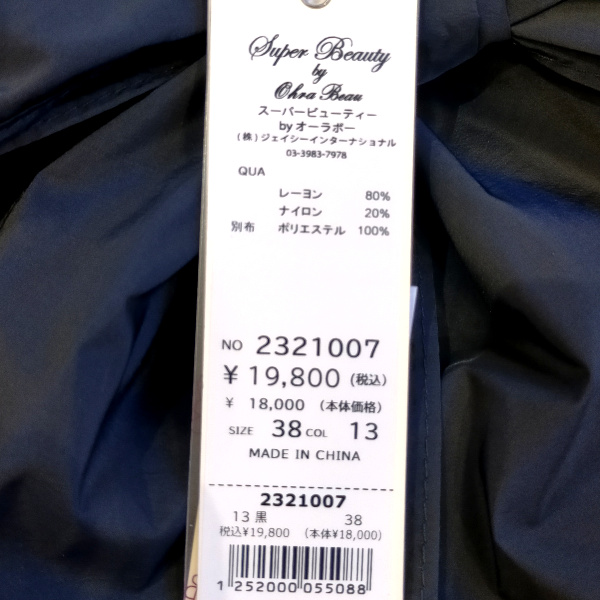 Super Beauty
by
Ohra Beau
スーパービューティー
byオーラボー
(株)ジェイシーインターナショナル
03-3983-7978
QUA
レーヨン 80%
ナイロン 20%
別布 ポリエステル 100%
NO 2321007
¥ 19,800 (税込)
¥ 18,000 (本体価格)
SIZE 38 COL 13
MADE IN CHINA
2321007
13 黒 38
税込¥19,800 (本体¥18,000)
1 252000 055088